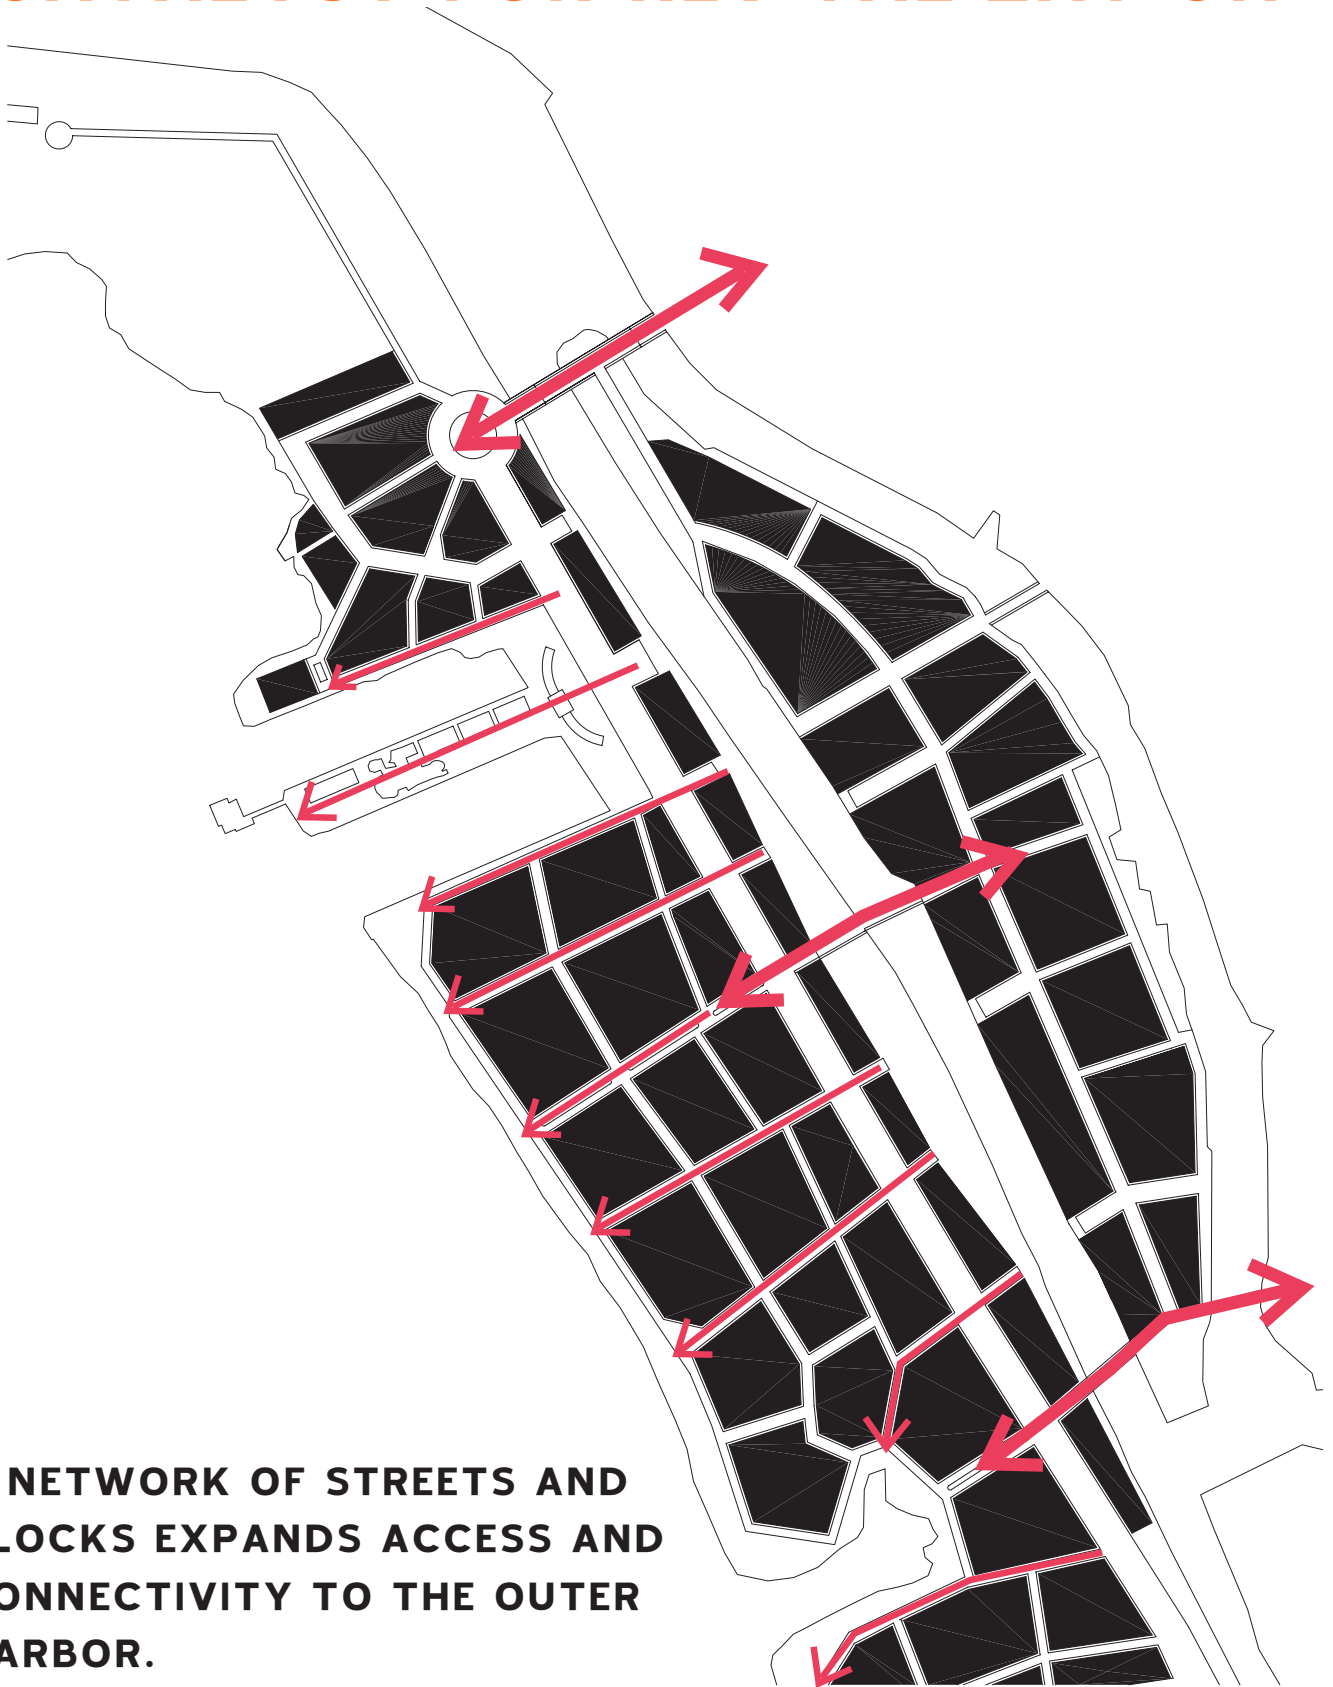 NETWORK OF STREETS AND
LOCKS EXPANDS ACCESS AND
ONNECTIVITY TO THE OUTER
ARBOR.